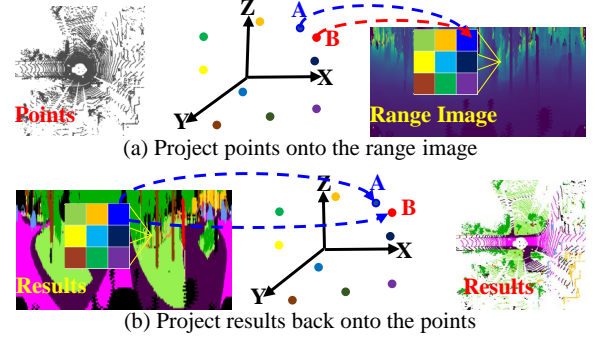 Z
A
B
X
Y
Points
Range Image
(a) Project points onto the range image
Z
A
B
X
Y
Results
Results
(b) Project results back onto the points